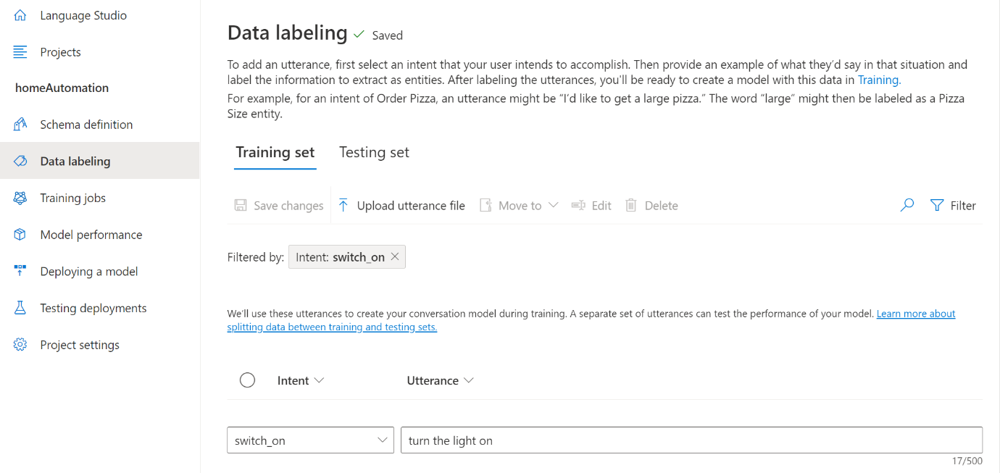 Language Studio
Projects
homeAutomation
Schema definition
Data labeling
Training jobs
Model performance
Deploying a model
Testing deployments
Project settings
Data labeling Saved
To add an utterance, first select an intent that your user intends to accomplish. Then provide an example of what they'd say in that situation and
label the information to extract as entities. After labeling the utterances, you'll be ready to create a model with this data in Training.
For example, for an intent of Order Pizza, an utterance might be “I'd like to get a large pizza.” The word “large” might then be labeled as a Pizza
Size entity.
Training set Testing set
Save changes Upload utterance file Move to Edit Delete Filter
Filtered by: Intent: switch_on
We'll use these utterances to create your conversation model during training. A separate set of utterances can test the performance of your model. Learn more about
splitting data between training and testing sets.
Intent Utterance
switch_on turn the light on
17/500